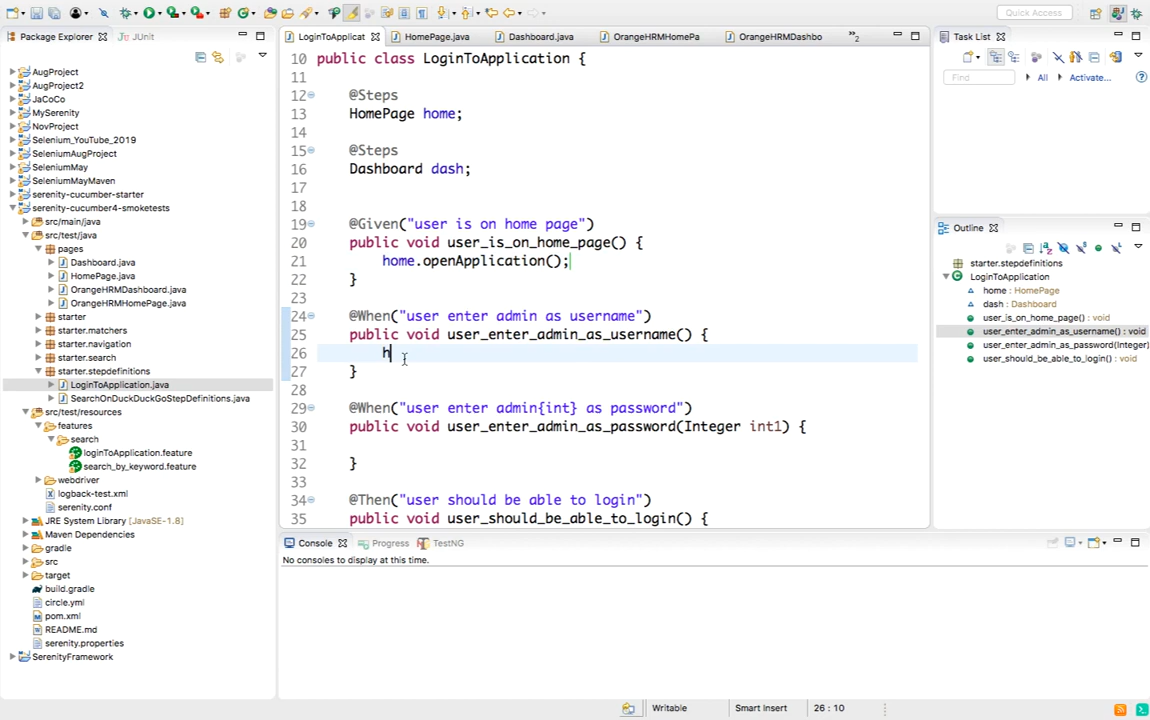 Quick Access
Package Explorer
JUnit
AugProject
AugProject2
JaCoCo
MySerenity
NovProject
Selenium_YouTube_2019
SeleniumAugProject
SeleniumMay
SeleniumMayMaven
serenity-cucumber-starter
serenity-cucumber4-smoketests
src/main/java
src/test/java
pages
Dashboard.java
HomePage.java
OrangeHRMDashboard.java
OrangeHRMHomePage.java
starter
starter.matchers
starter.navigation
starter.search
starter.stepdefinitions
LoginToApplication.java
SearchOnDuckDuckGoStepDefinitions.java
src/test/resources
features
search
loginToApplication.feature
search_by_keyword.feature
webdriver
logback-test.xml
serenity.conf
JRE System Library [JavaSE-1.8]
Maven Dependencies
gradle
src
target
build.gradle
circle.yml
pom.xml
README.md
serenity.properties
SerenityFramework
LoginToApplicat
HomePage.java
Dashboard.java
OrangeHRMHomePa
OrangeHRMDashbo
»2
10 public class LoginToApplication {
11
12 @Steps
13 HomePage home;
14
15 @Steps
16 Dashboard dash;
17
18
19 @Given("user is on home page")
20 public void user_is_on_home_page() {
21 home.openApplication();
22 }
23
24 @When("user enter admin as username")
25 public void user_enter_admin_as_username() {
26 h
27 }
28
29 @When("user enter admin{int} as password")
30 public void user_enter_admin_as_password(Integer int1) {
31
32 }
33
34 @Then("user should be able to login")
35 public void user_should_be_able_to_login() {
Console
Progress
TestNG
No consoles to display at this time.
Task List
Find
All
Activate...
Outline
starter.stepdefinitions
LoginToApplication
home : HomePage
dash : Dashboard
user_is_on_home_page() : void
user_enter_admin_as_username() : void
user_enter_admin_as_password(Integer)
user_should_be_able_to_login() : void
Writable
Smart Insert
26 : 10